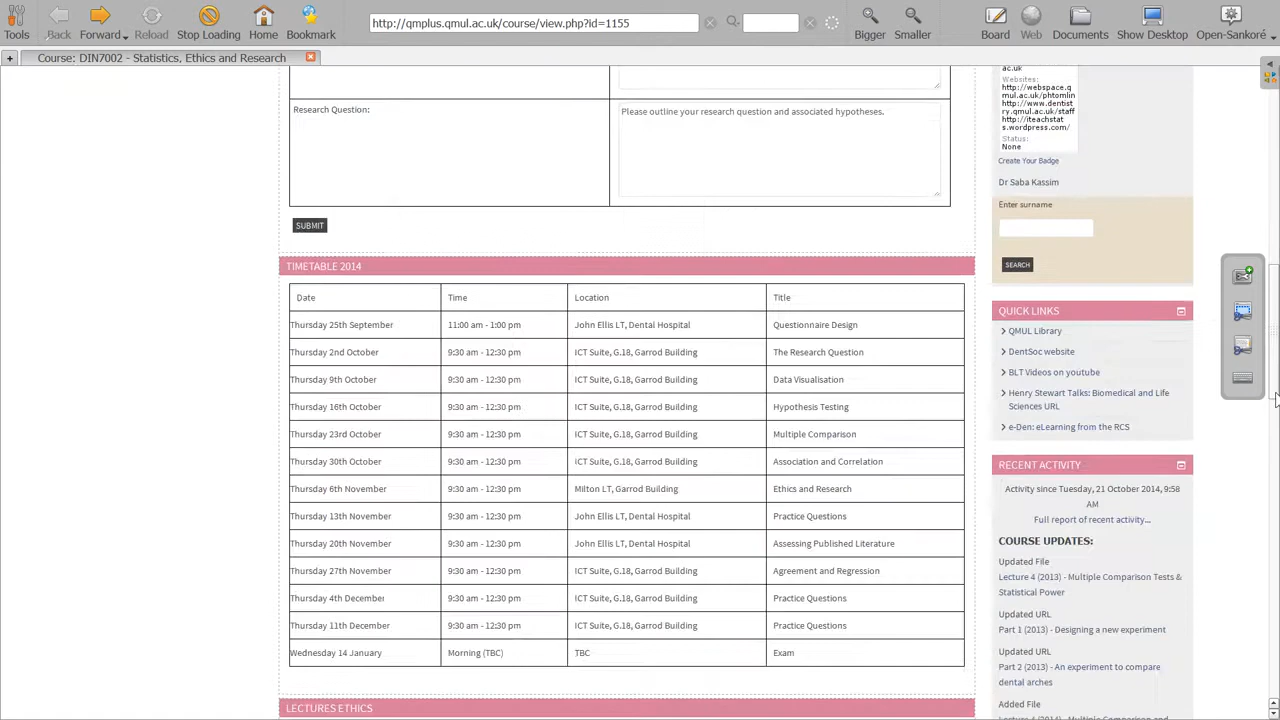 Tools
Back
Forward
Reload
Stop Loading
Home
Bookmark
http://qmplus.qmul.ac.uk/course/view.php?id=1155
Bigger
Smaller
Board
Web
Documents
Show Desktop
Open-Sankoré
Course: DIN7002 - Statistics, Ethics and Research
Research Question:
Please outline your research question and associated hypotheses.
SUBMIT
TIMETABLE 2014
Date Time Location Title
Thursday 25th September 11:00 am - 1:00 pm John Ellis LT, Dental Hospital Questionnaire Design
Thursday 2nd October 9:30 am - 12:30 pm ICT Suite, G.18, Garrod Building The Research Question
Thursday 9th October 9:30 am - 12:30 pm ICT Suite, G.18, Garrod Building Data Visualisation
Thursday 16th October 9:30 am - 12:30 pm ICT Suite, G.18, Garrod Building Hypothesis Testing
Thursday 23rd October 9:30 am - 12:30 pm ICT Suite, G.18, Garrod Building Multiple Comparison
Thursday 30th October 9:30 am - 12:30 pm ICT Suite, G.18, Garrod Building Association and Correlation
Thursday 6th November 9:30 am - 12:30 pm Milton LT, Garrod Building Ethics and Research
Thursday 13th November 9:30 am - 12:30 pm John Ellis LT, Dental Hospital Practice Questions
Thursday 20th November 9:30 am - 12:30 pm John Ellis LT, Dental Hospital Assessing Published Literature
Thursday 27th November 9:30 am - 12:30 pm ICT Suite, G.18, Garrod Building Agreement and Regression
Thursday 4th December 9:30 am - 12:30 pm ICT Suite, G.18, Garrod Building Practice Questions
Thursday 11th December 9:30 am - 12:30 pm ICT Suite, G.18, Garrod Building Practice Questions
Wednesday 14 January Morning (TBC) TBC Exam
LECTURES ETHICS
ac.uk
Websites:
http://webspace.q
mul.ac.uk/phtomlin
http://www.dentist
ry.qmul.ac.uk/staff
http://iteachstat
s.wordpress.com/
Status:
None
Create Your Badge
Dr Saba Kassim
Enter surname
SEARCH
QUICK LINKS
QMUL Library
DentSoc website
BLT Videos on youtube
Henry Stewart Talks: Biomedical and Life
Sciences URL
e-Den: eLearning from the RCS
RECENT ACTIVITY
Activity since Tuesday, 21 October 2014, 9:58
AM
Full report of recent activity...
COURSE UPDATES:
Updated File
Lecture 4 (2013) - Multiple Comparison Tests &
Statistical Power
Updated URL
Part 1 (2013) - Designing a new experiment
Updated URL
Part 2 (2013) - An experiment to compare
dental arches
Added File
Lecture 4 (2014) - Multiple Comparison and